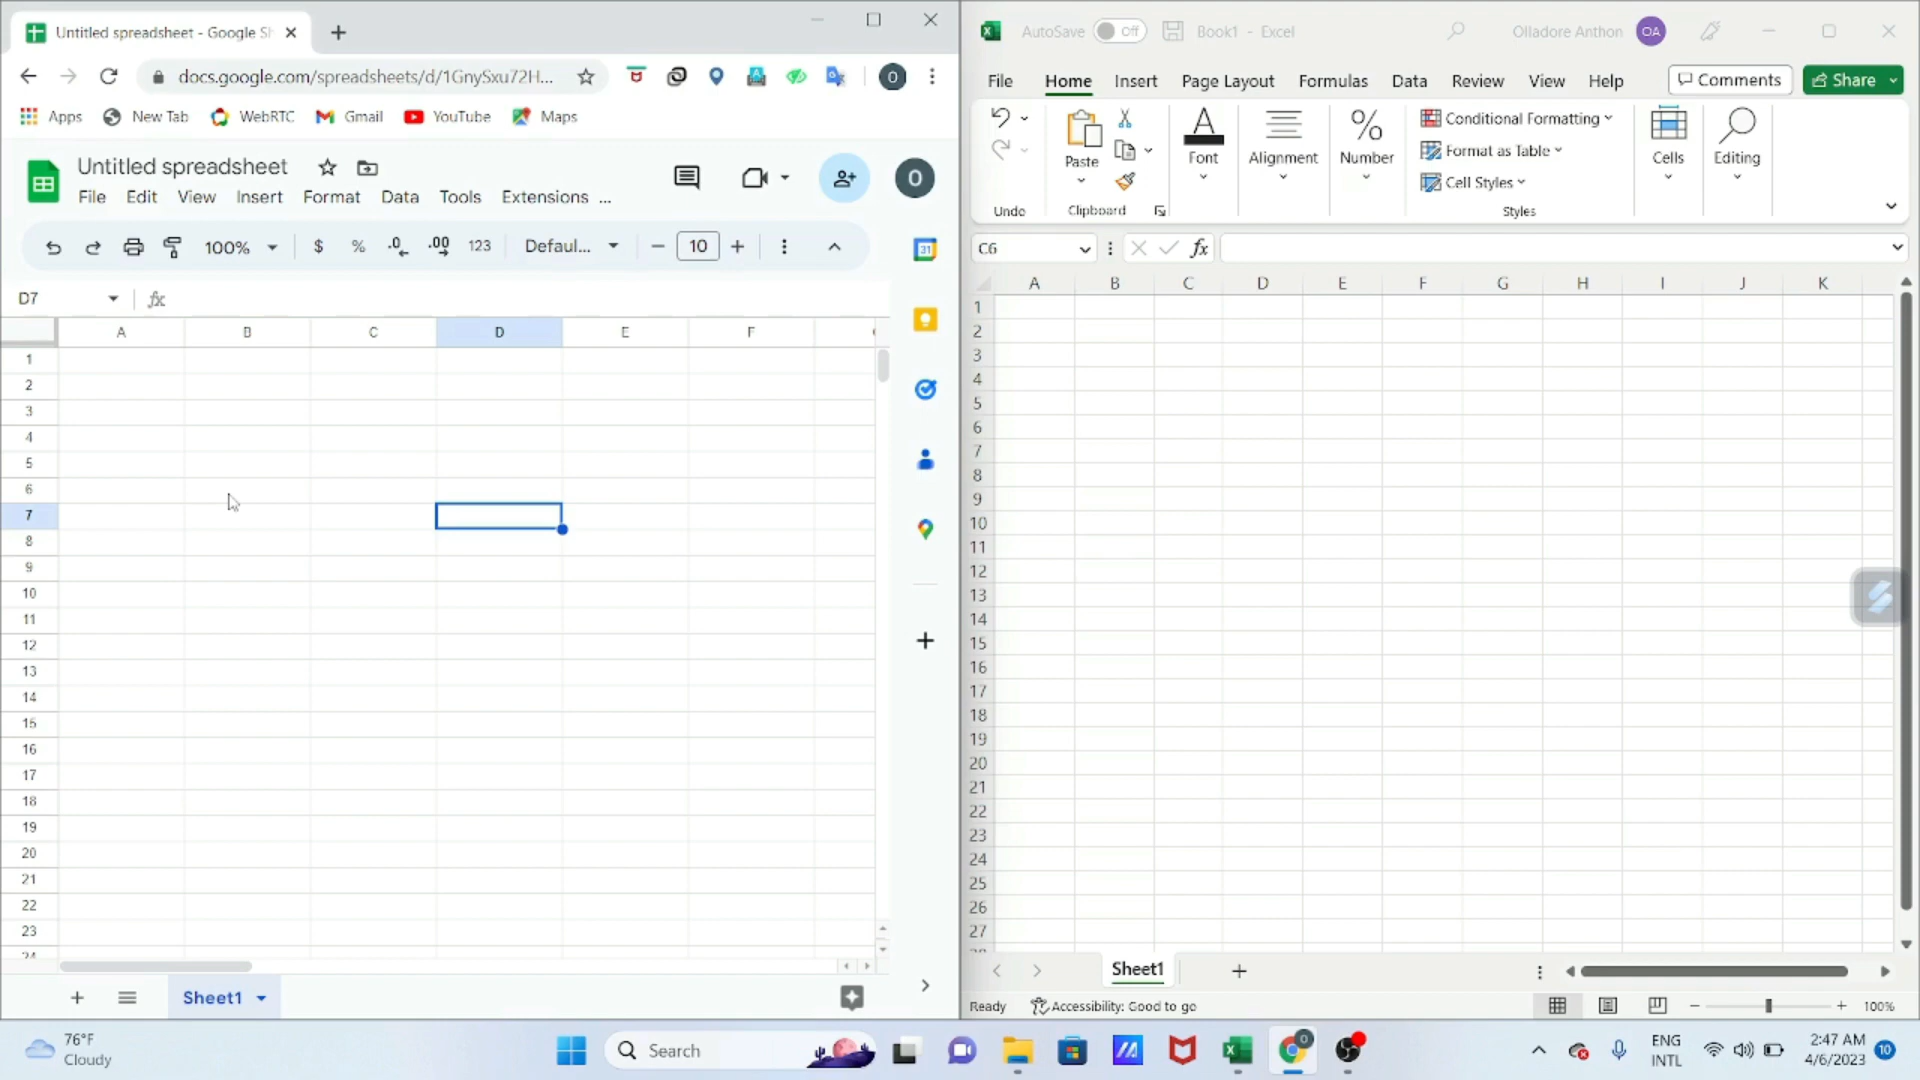 Untitled spreadsheet - Google Sh
docs.google.com/spreadsheets/d/1GnySxu72H...
O
Apps New Tab WebRTC Gmail YouTube Maps
Untitled spreadsheet
File Edit View Insert Format Data Tools Extensions ...
O
100% $ % .0 .00 123 Defaul... − 10 +
31
D7 fx
A B C D E F
1
2
3
4
5
6
7
8
9
10
11
12
13
14
15
16
17
18
19
20
21
22
23
24
Sheet1
AutoSave Off Book1 - Excel Olladore Anthon OA
File Home Insert Page Layout Formulas Data Review View Help Comments Share
Paste Font Alignment Number Conditional Formatting Format as Table Cell Styles Cells Editing
Undo Clipboard Styles
C6 fx
A B C D E F G H I J K
1
2
3
4
5
6
7
8
9
10
11
12
13
14
15
16
17
18
19
20
21
22
23
24
25
26
27
Sheet1
Ready Accessibility: Good to go 100%
76°F
Cloudy
Search
ENG
INTL
2:47 AM
4/6/2023
10